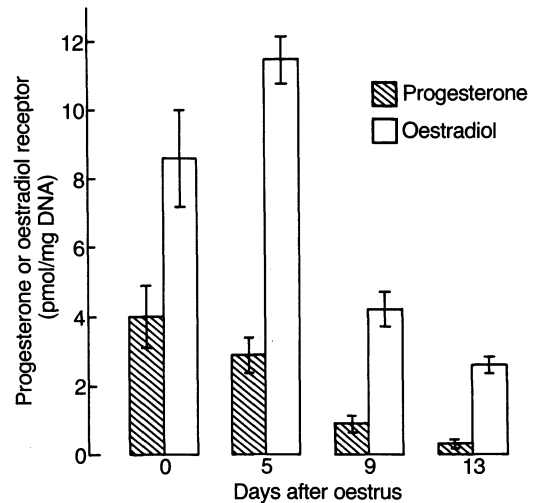 12
10
8
6
4
2
0
Progesterone or oestradiol receptor
(pmol/mg DNA)
Progesterone
Oestradiol
0 5 9 13
Days after oestrus